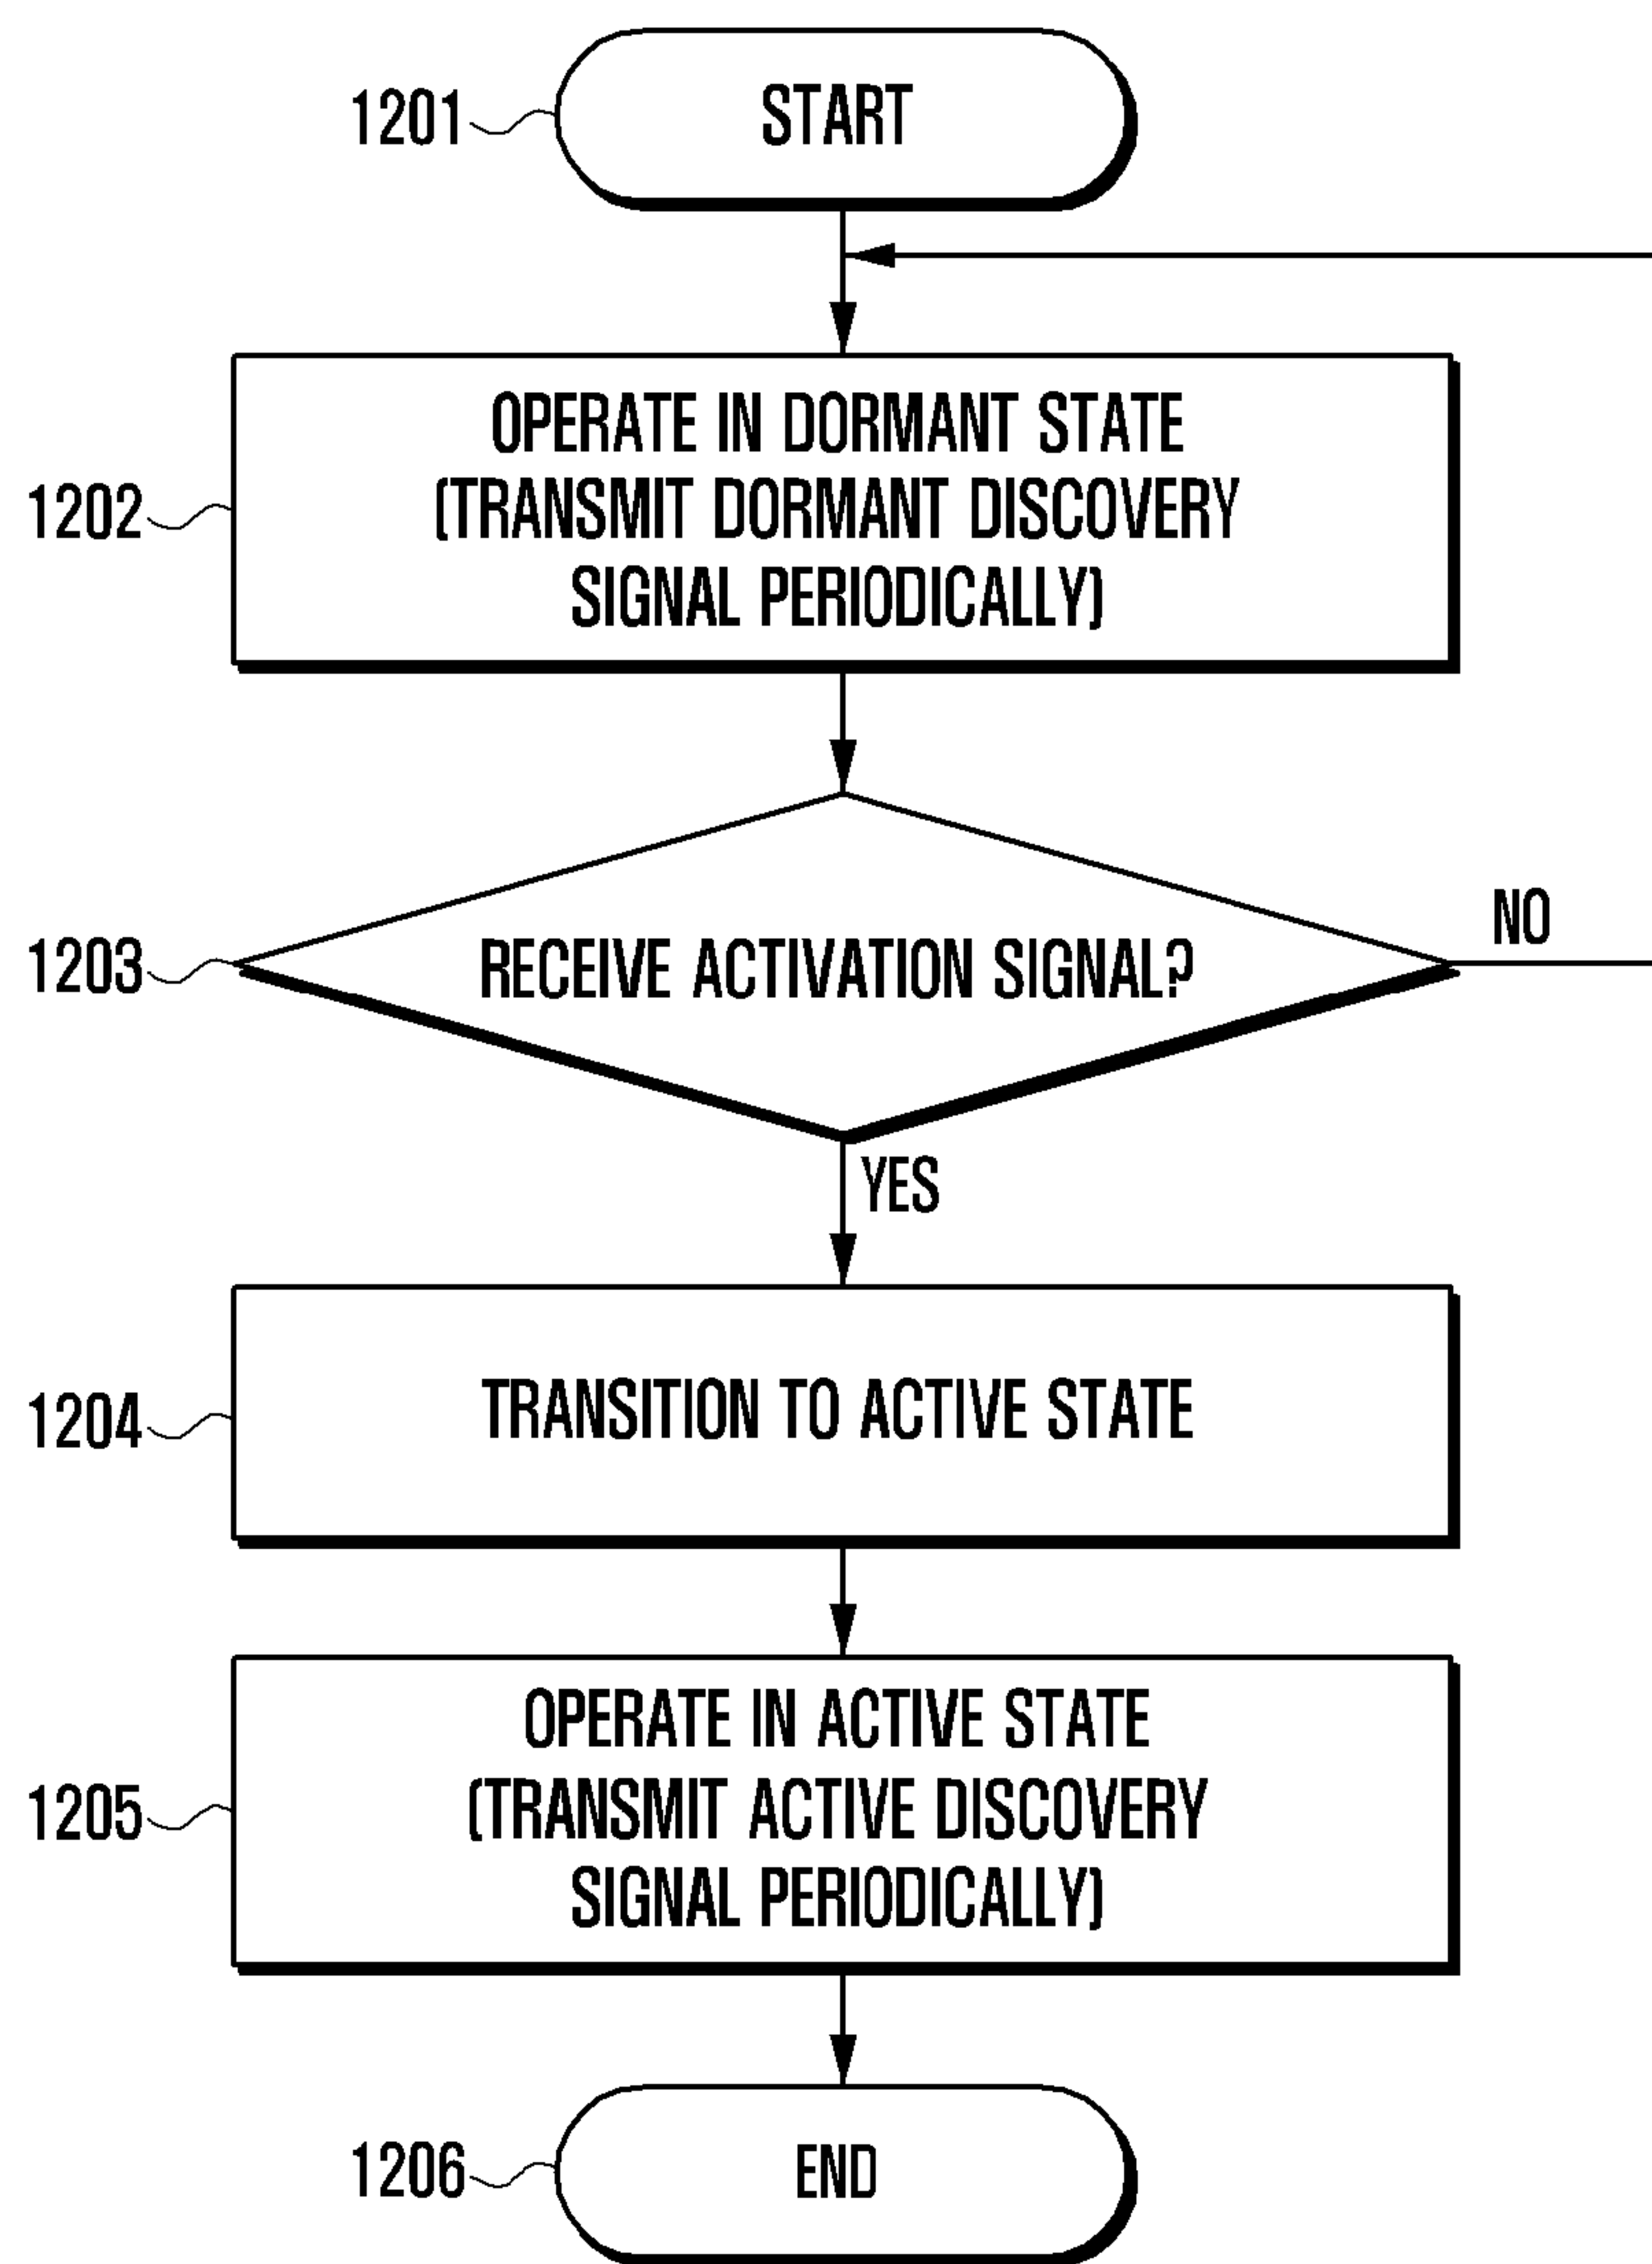 1201
START
1202
OPERATE IN DORMANT STATE
(TRANSMIT DORMANT DISCOVERY
SIGNAL PERIODICALLY)
1203
RECEIVE ACTIVATION SIGNAL?
NO
YES
1204
TRANSITION TO ACTIVE STATE
1205
OPERATE IN ACTIVE STATE
(TRANSMIT ACTIVE DISCOVERY
SIGNAL PERIODICALLY)
1206
END